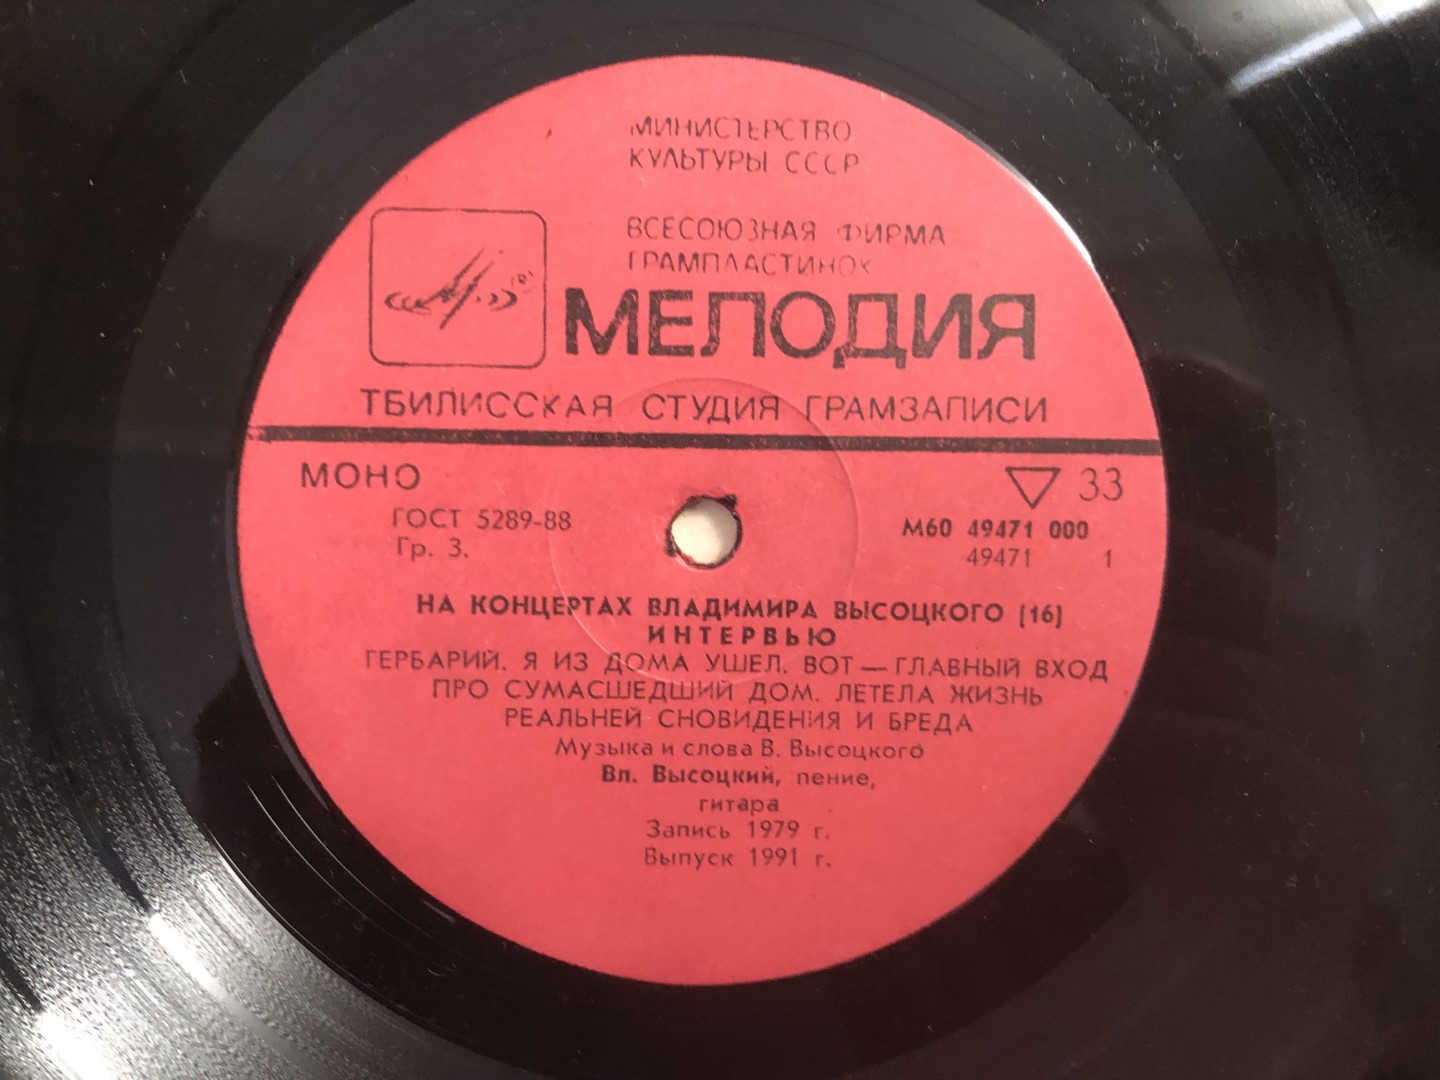 МИНИСТЕРСТВО
КУЛЬТУРЫ СССР
ВСЕСОЮЗНАЯ ФИРМА
ГРАМПЛАСТИНОК
МЕЛОДИЯ
ТБИЛИССКАЯ СТУДИЯ ГРАМЗАПИСИ
МОНО
33
ГОСТ 5289-88
Гр. 3.
М60 49471 000
49471 1
НА КОНЦЕРТАХ ВЛАДИМИРА ВЫСОЦКОГО [16]
ИНТЕРВЬЮ
ГЕРБАРИЙ. Я ИЗ ДОМА УШЕЛ. ВОТ — ГЛАВНЫЙ ВХОД
ПРО СУМАСШЕДШИЙ ДОМ. ЛЕТЕЛА ЖИЗНЬ
РЕАЛЬНЕЙ СНОВИДЕНИЯ И БРЕДА
Музыка и слова В. Высоцкого
Вл. Высоцкий, пение,
гитара
Запись 1979 г.
Выпуск 1991 г.